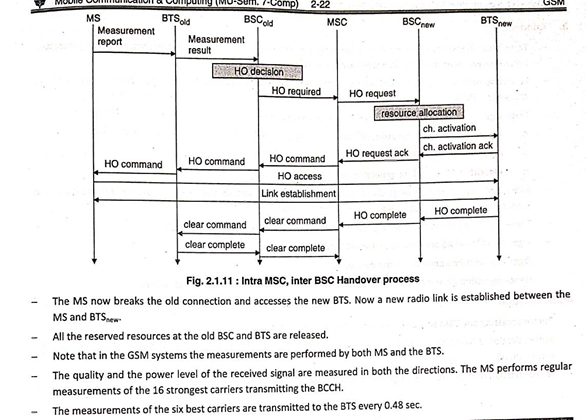 Mobile Communication & Computing (MU-Sem. 7-Comp) 2-22 GSM
MS BTSold BSCold MSC BSCnew BTSnew
Measurement
report
Measurement
result
HO decision
HO required HO request
resource allocation
ch. activation
ch. activation ack
HO command HO command HO command HO request ack
HO access
Link establishment
clear command clear command HO complete HO complete
clear complete clear complete
Fig. 2.1.11 : Intra MSC, inter BSC Handover process
– The MS now breaks the old connection and accesses the new BTS. Now a new radio link is established between the
MS and BTSnew.
– All the reserved resources at the old BSC and BTS are released.
– Note that in the GSM systems the measurements are performed by both MS and the BTS.
– The quality and the power level of the received signal are measured in both the directions. The MS performs regular
measurements of the 16 strongest carriers transmitting the BCCH.
– The measurements of the six best carriers are transmitted to the BTS every 0.48 sec.